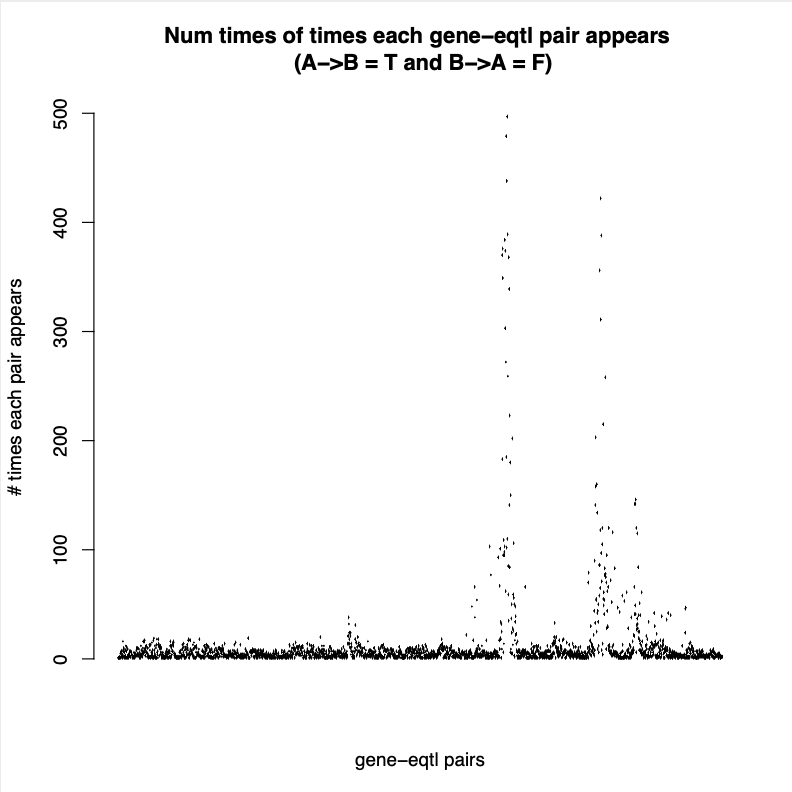 Num times of times each gene−eqtl pair appears
(A−>B = T and B−>A = F)
500
400
300
200
100
0
# times each pair appears
gene−eqtl pairs